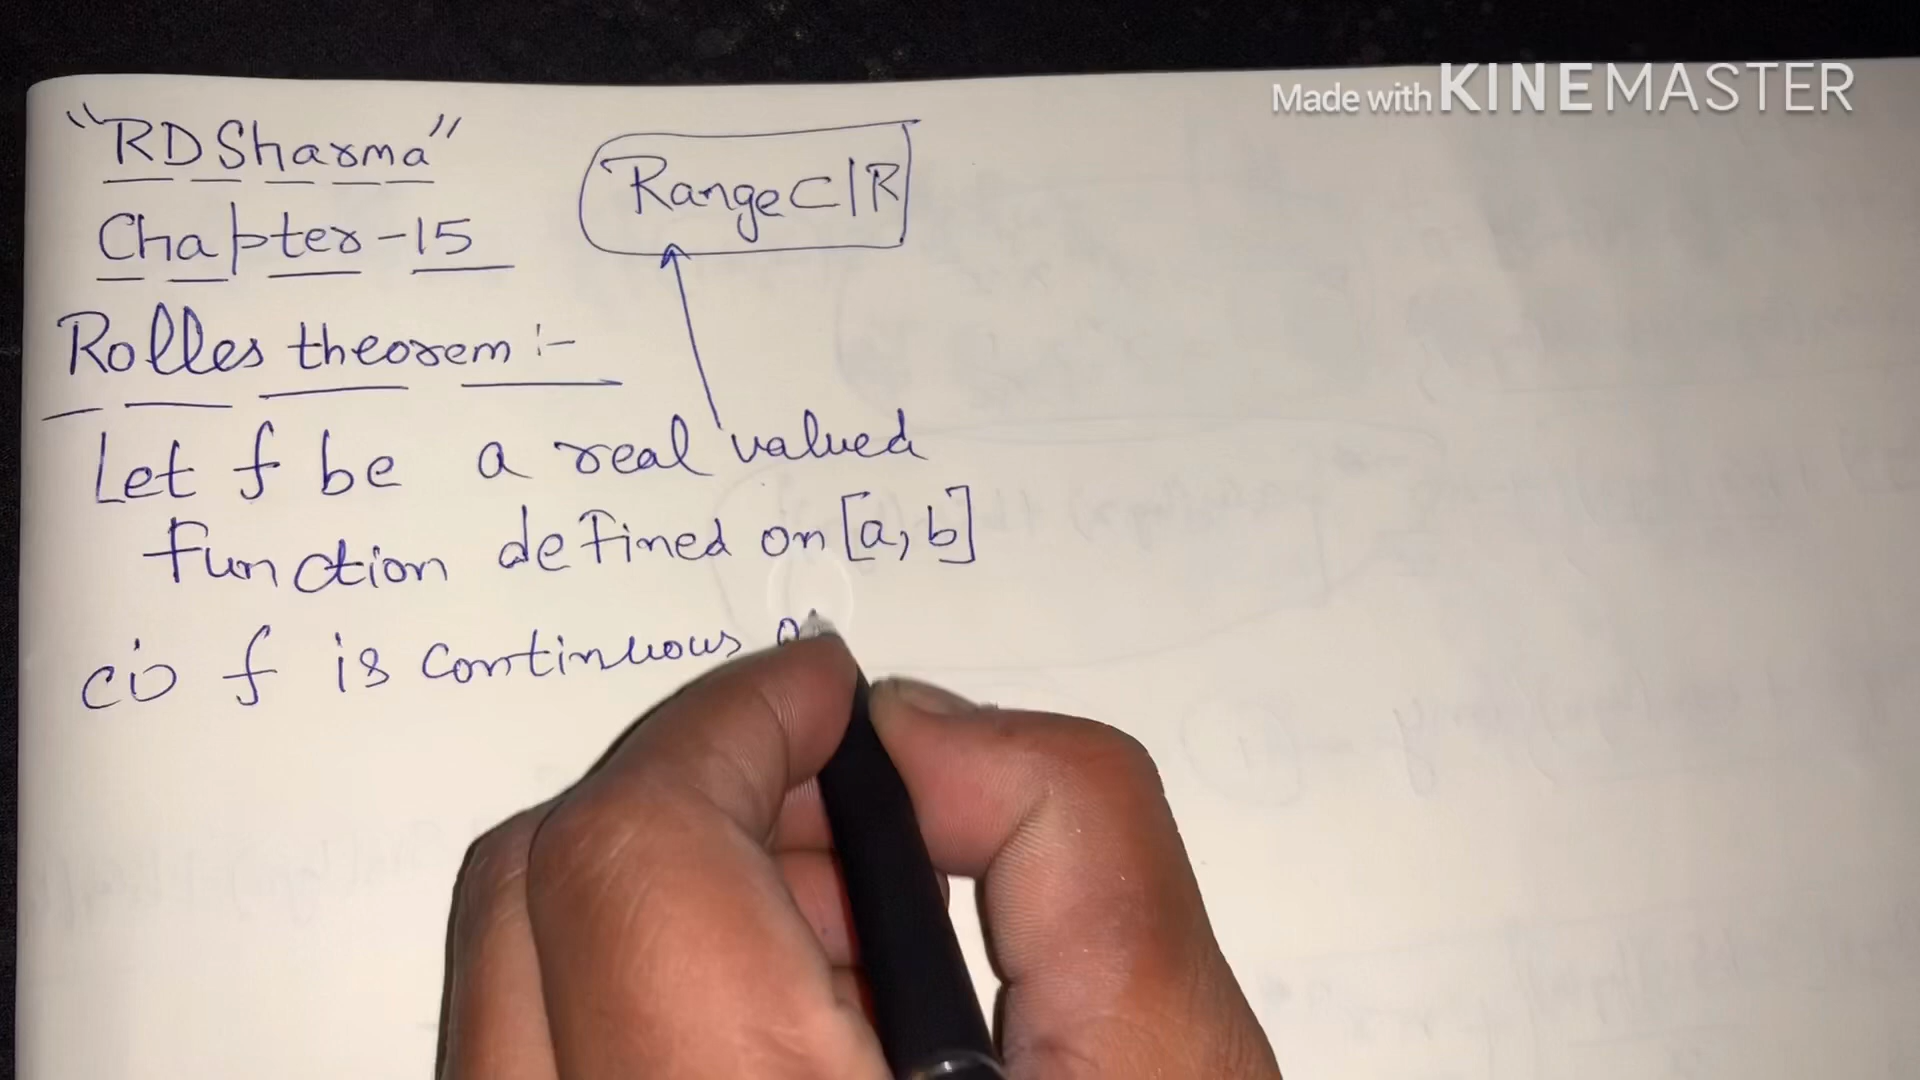 Made with KINEMASTER
"RD Sharma"
Chapter-15
Range⊂IR
Rolles theorem :-
Let f be a real valued
function defined on [a, b]
(i) f is continuous